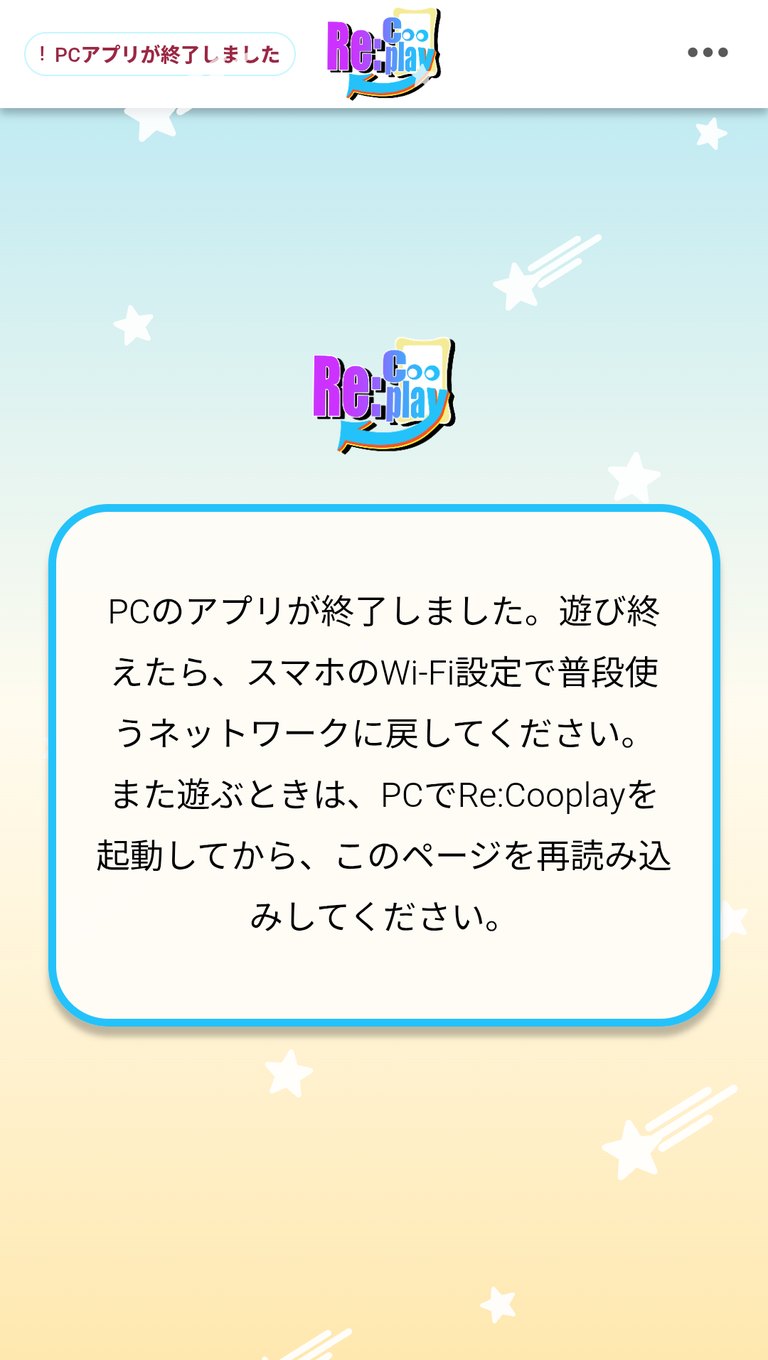 ! PCアプリが終了しました
Re:Cooplay
Re:Cooplay
PCのアプリが終了しました。遊び終
えたら、スマホのWi-Fi設定で普段使
うネットワークに戻してください。
また遊ぶときは、PCでRe:Cooplayを
起動してから、このページを再読み込
みしてください。